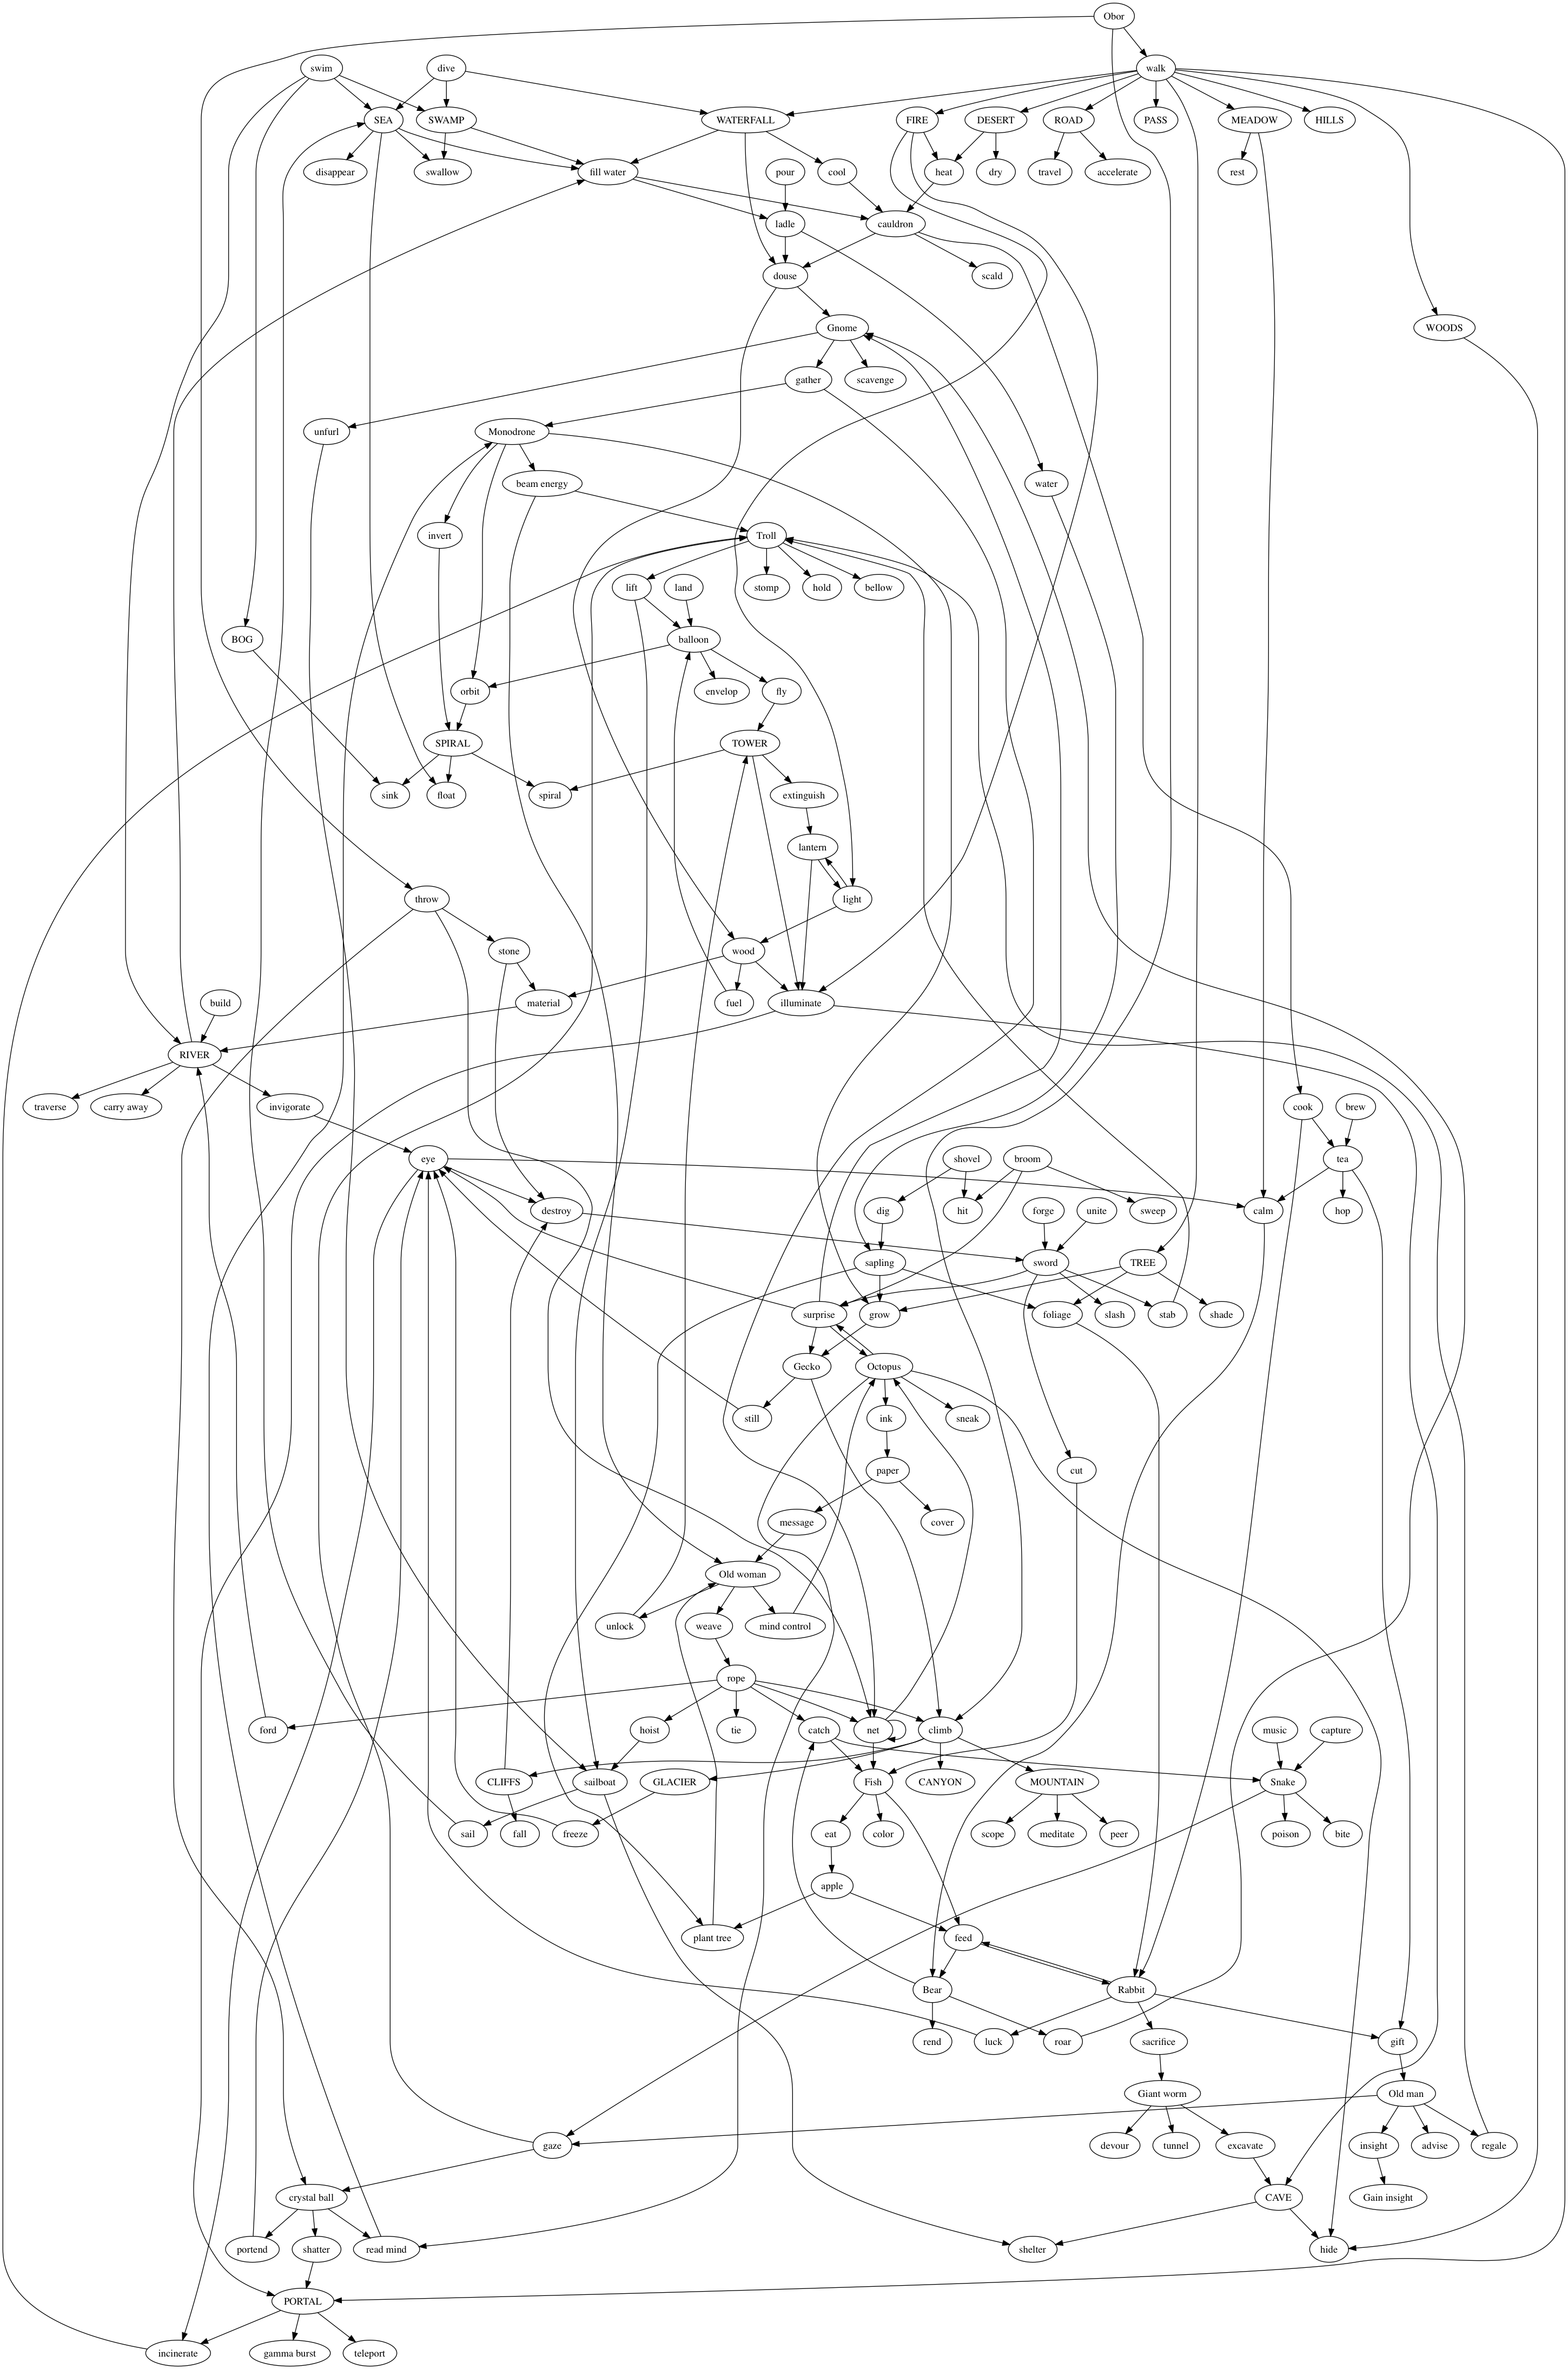 Obor
swim
dive
walk
SEA
SWAMP
WATERFALL
FIRE
DESERT
ROAD
PASS
MEADOW
HILLS
disappear
swallow
fill water
pour
cool
heat
dry
travel
accelerate
rest
ladle
cauldron
douse
scald
Gnome
WOODS
gather
scavenge
unfurl
Monodrone
beam energy
water
invert
Troll
lift
land
stomp
hold
bellow
BOG
balloon
orbit
envelop
fly
SPIRAL
TOWER
sink
float
spiral
extinguish
lantern
throw
light
stone
wood
build
material
fuel
illuminate
RIVER
traverse
carry away
invigorate
cook
brew
eye
shovel
broom
tea
destroy
dig
hit
forge
unite
sweep
calm
hop
sapling
sword
TREE
surprise
grow
foliage
slash
stab
shade
Gecko
Octopus
still
ink
sneak
paper
cut
message
cover
Old woman
unlock
weave
mind control
rope
ford
hoist
tie
catch
net
climb
music
capture
CLIFFS
sailboat
GLACIER
Fish
CANYON
MOUNTAIN
Snake
sail
fall
freeze
eat
color
scope
meditate
peer
poison
bite
apple
plant tree
feed
Bear
Rabbit
rend
luck
roar
sacrifice
gift
Giant worm
Old man
gaze
devour
tunnel
excavate
insight
advise
regale
crystal ball
CAVE
Gain insight
portend
shatter
read mind
shelter
hide
PORTAL
incinerate
gamma burst
teleport